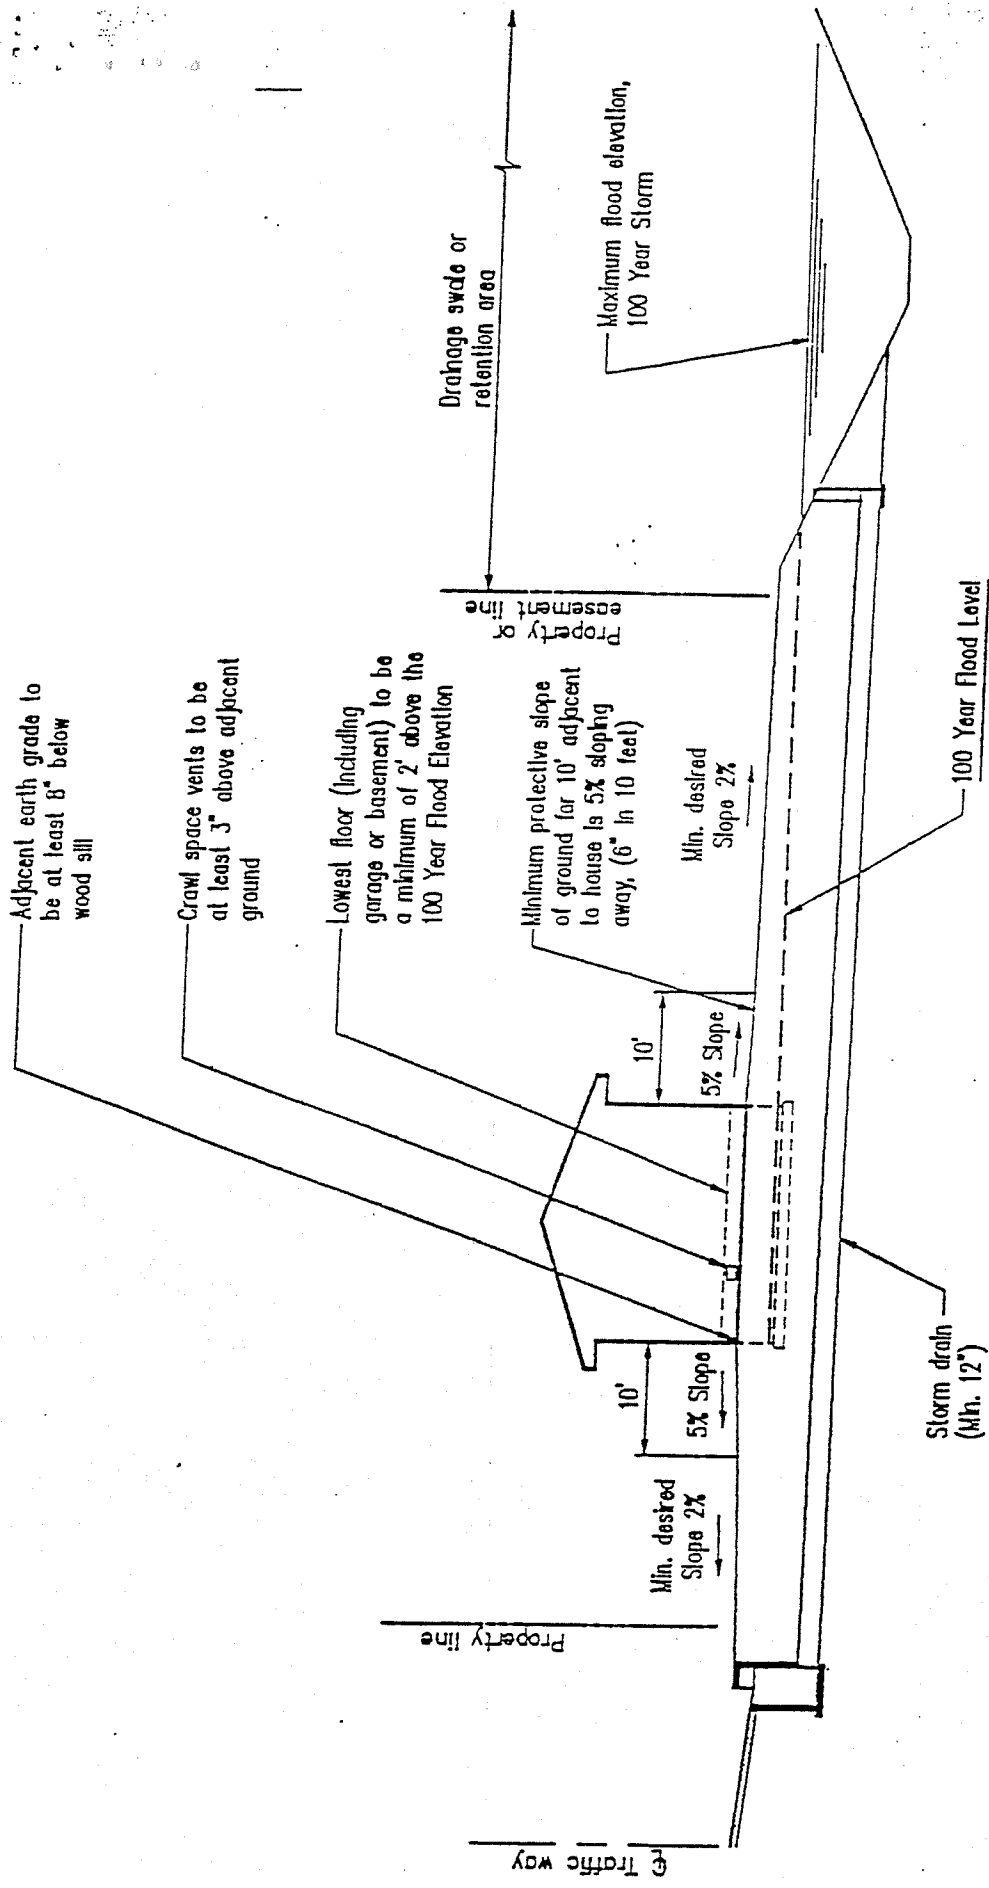 Adjacent earth grade to
be at least 8" below
wood sill
Crawl space vents to be
at least 3" above adjacent
ground
Lowest floor (Including
garage or basement) to be
a minimum of 2' above the
100 Year Flood Elevation
Minimum protective slope
of ground for 10' adjacent
to house is 5% sloping
away, (6" in 10 feet)
Drainage swale or
retention area
Maximum flood elevation,
100 Year Storm
Property or
easement line
Min. desired
Slope 2%
10'
5% Slope
10'
5% Slope
Min. desired
Slope 2%
Property line
℄ Traffic way
100 Year Flood Level
Storm drain
(Min. 12")